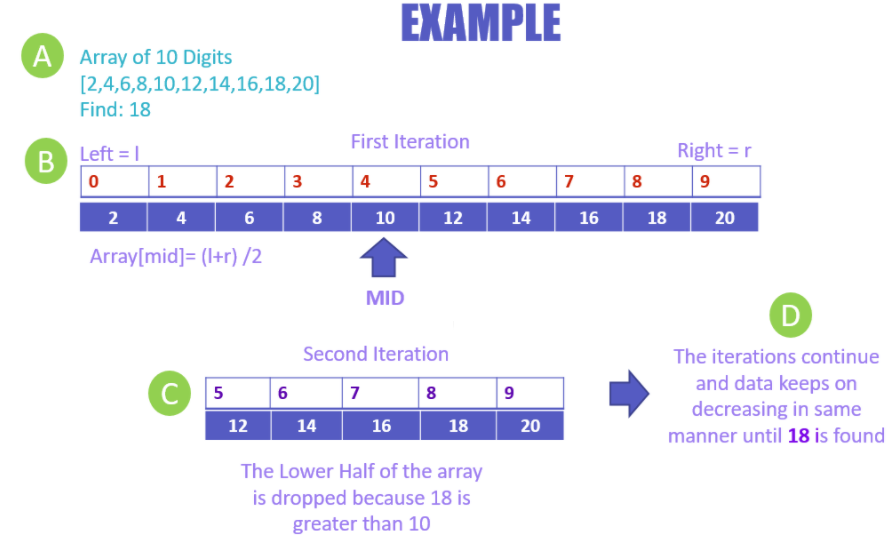 EXAMPLE
A
Array of 10 Digits
[2,4,6,8,10,12,14,16,18,20]
Find: 18
B
First Iteration
Left = l
Right = r
0 1 2 3 4 5 6 7 8 9
2 4 6 8 10 12 14 16 18 20
Array[mid]= (l+r) /2
MID
C
Second Iteration
5 6 7 8 9
12 14 16 18 20
The Lower Half of the array
is dropped because 18 is
greater than 10
D
The iterations continue
and data keeps on
decreasing in same
manner until 18 is found